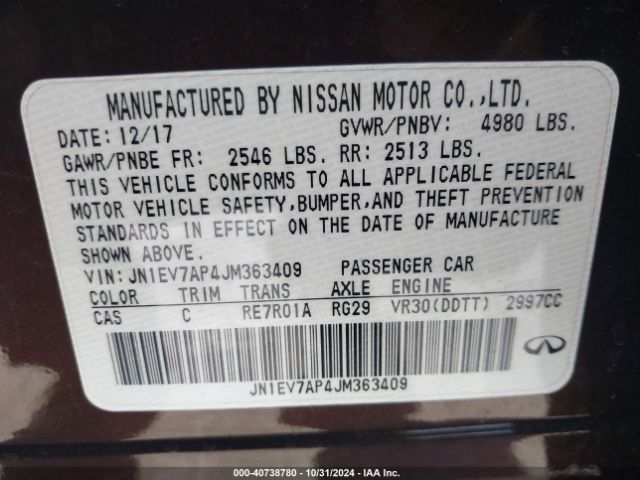 MANUFACTURED BY NISSAN MOTOR CO.,LTD.
DATE: 12/17 GVWR/PNBV: 4980 LBS.
GAWR/PNBE FR: 2546 LBS. RR: 2513 LBS.
THIS VEHICLE CONFORMS TO ALL APPLICABLE FEDERAL
MOTOR VEHICLE SAFETY,BUMPER,AND THEFT PREVENTION
STANDARDS IN EFFECT ON THE DATE OF MANUFACTURE
SHOWN ABOVE.
VIN: JN1EV7AP4JM363409 PASSENGER CAR
COLOR TRIM TRANS AXLE ENGINE
CAS C RE7R01A RG29 VR30(DDTT) 2997CC
JN1EV7AP4JM363409
000-40738780 - 10/31/2024 - IAA Inc.